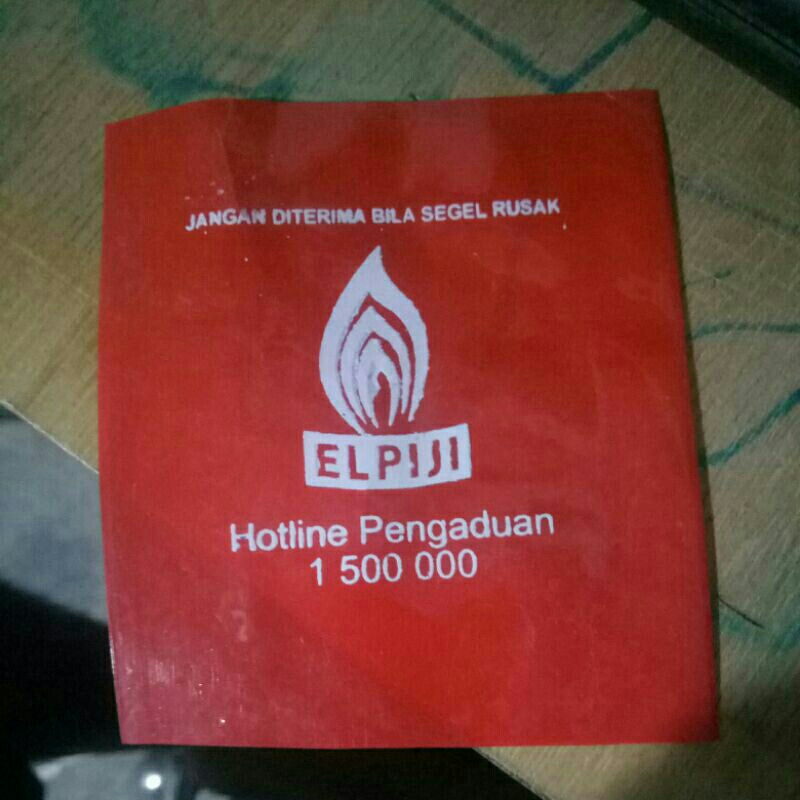 JANGAN DITERIMA BILA SEGEL RUSAK
ELPIJI
Hotline Pengaduan
1 500 000